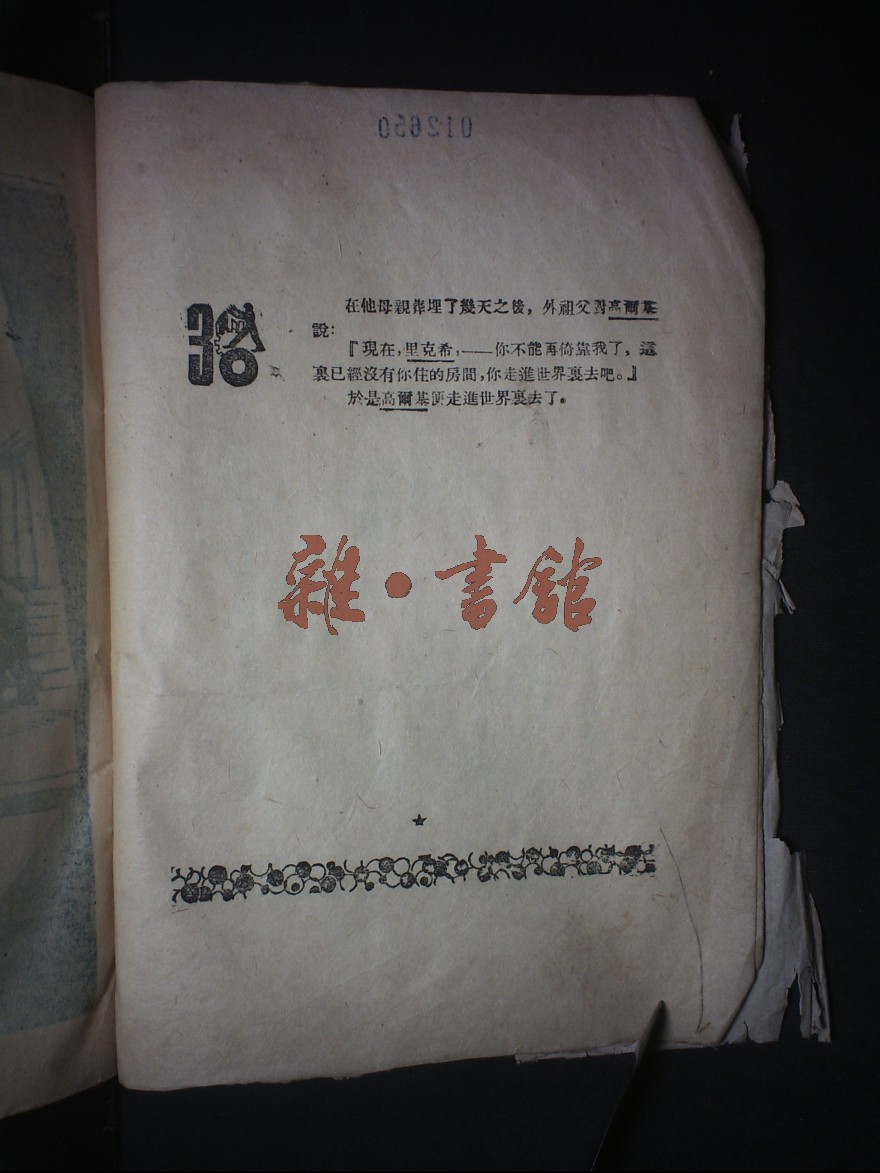 012650
30
在他母親葬埋了幾天之後，外祖父對高爾基
說：
『現在，里克希，——你不能再倚靠我了，這
裏已經沒有你住的房間，你走進世界裏去吧。』
於是高爾基便走進世界裏去了。
雜·書館